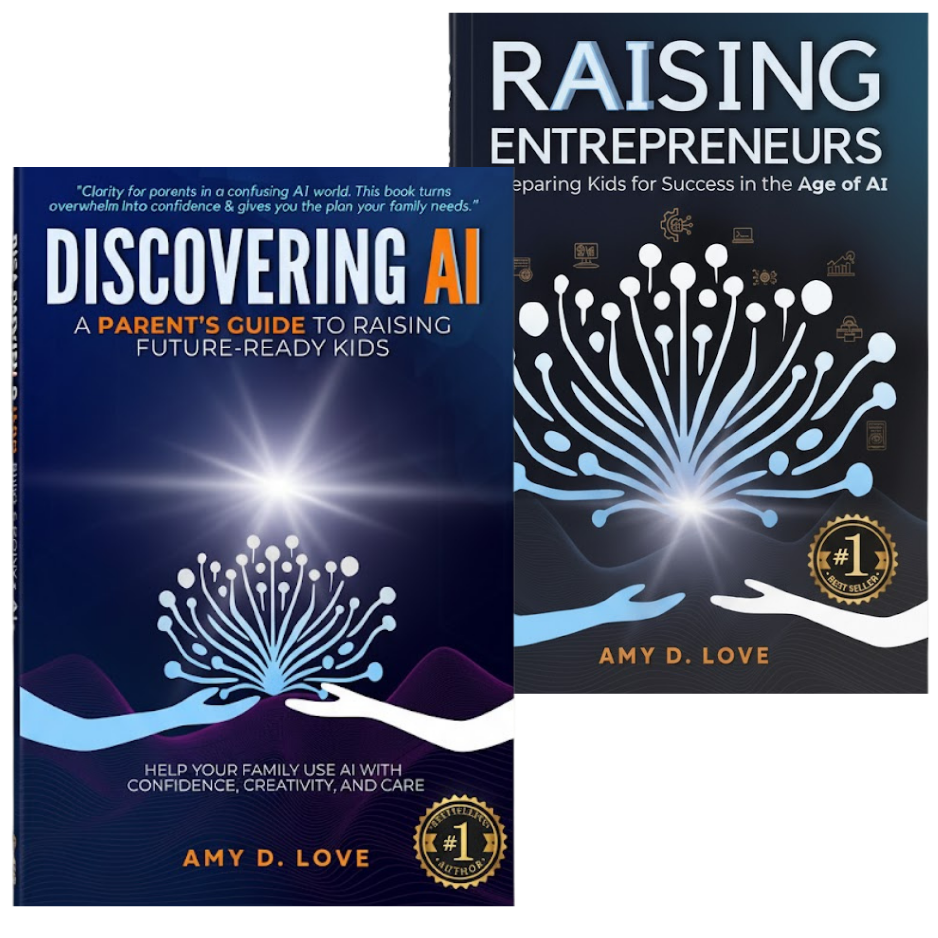 "Clarity for parents in a confusing AI world. This book turns
overwhelm into confidence & gives you the plan your family needs."
DISCOVERING AI
A PARENT'S GUIDE TO RAISING
FUTURE-READY KIDS
HELP YOUR FAMILY USE AI WITH
CONFIDENCE, CREATIVITY, AND CARE
AMY D. LOVE
BESTSELLING
#1
AUTHOR
RAISING
ENTREPRENEURS
eparing Kids for Success in the Age of AI
#1
BEST SELLER
AMY D. LOVE